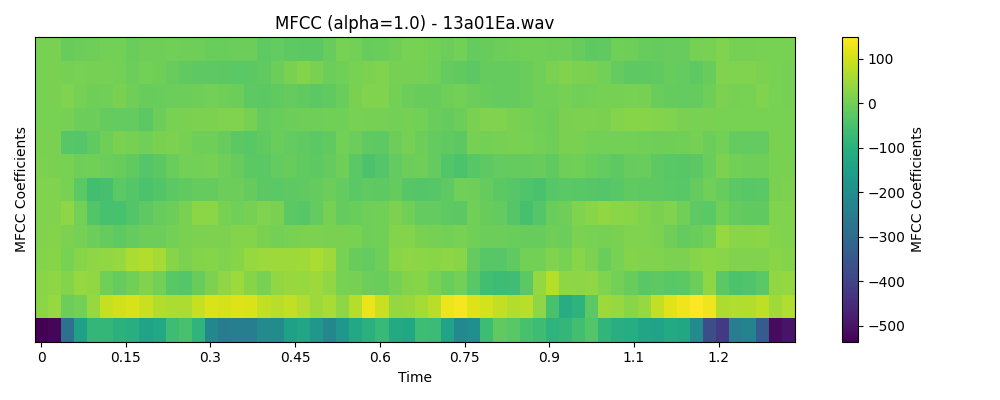 MFCC (alpha=1.0) - 13a01Ea.wav
MFCC Coefficients
0 0.15 0.3 0.45 0.6 0.75 0.9 1.1 1.2
Time
100
0
−100
−200
−300
−400
−500
MFCC Coefficients